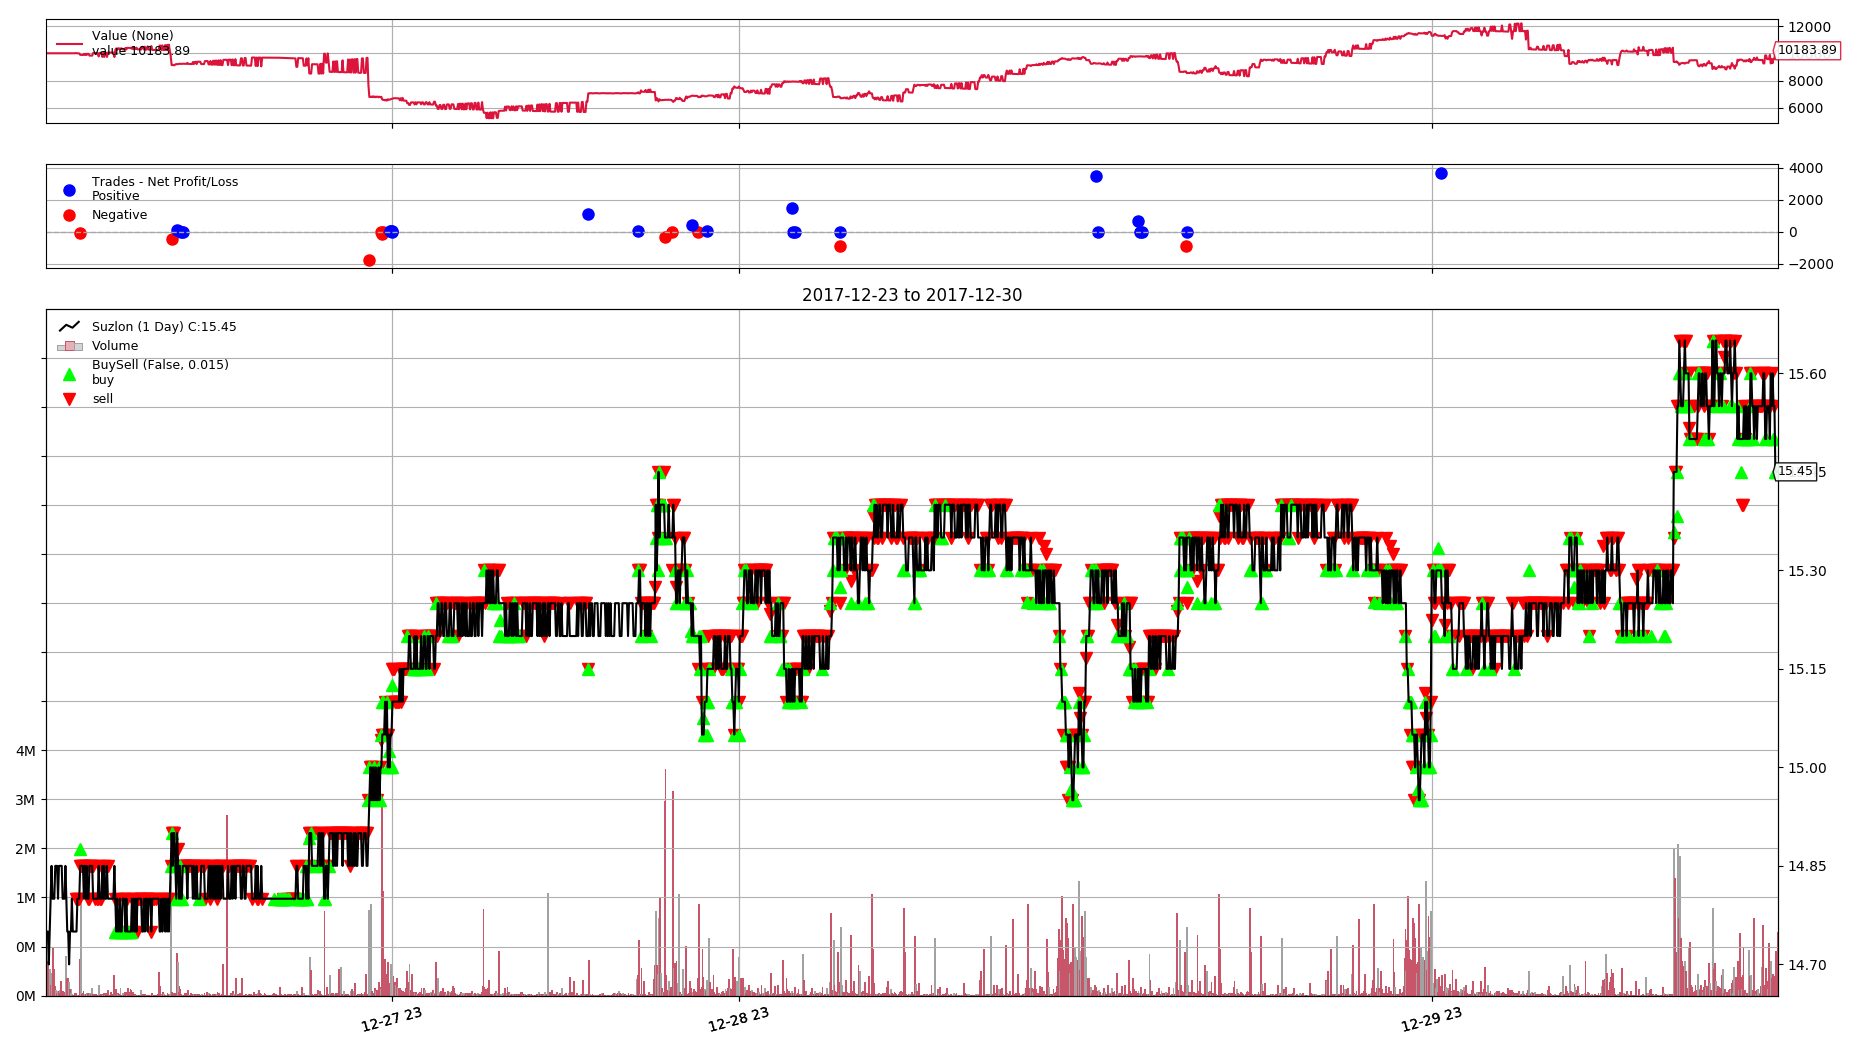 Value (None)
value 10183.89
12000
10183.89
8000
6000
Trades - Net Profit/Loss
Positive
Negative
4000
2000
0
−2000
2017-12-23 to 2017-12-30
Suzlon (1 Day) C:15.45
Volume
BuySell (False, 0.015)
buy
sell
15.60
15.45
15.30
15.15
15.00
14.85
14.70
4M
3M
2M
1M
0M
0M
12-27 23
12-28 23
12-29 23